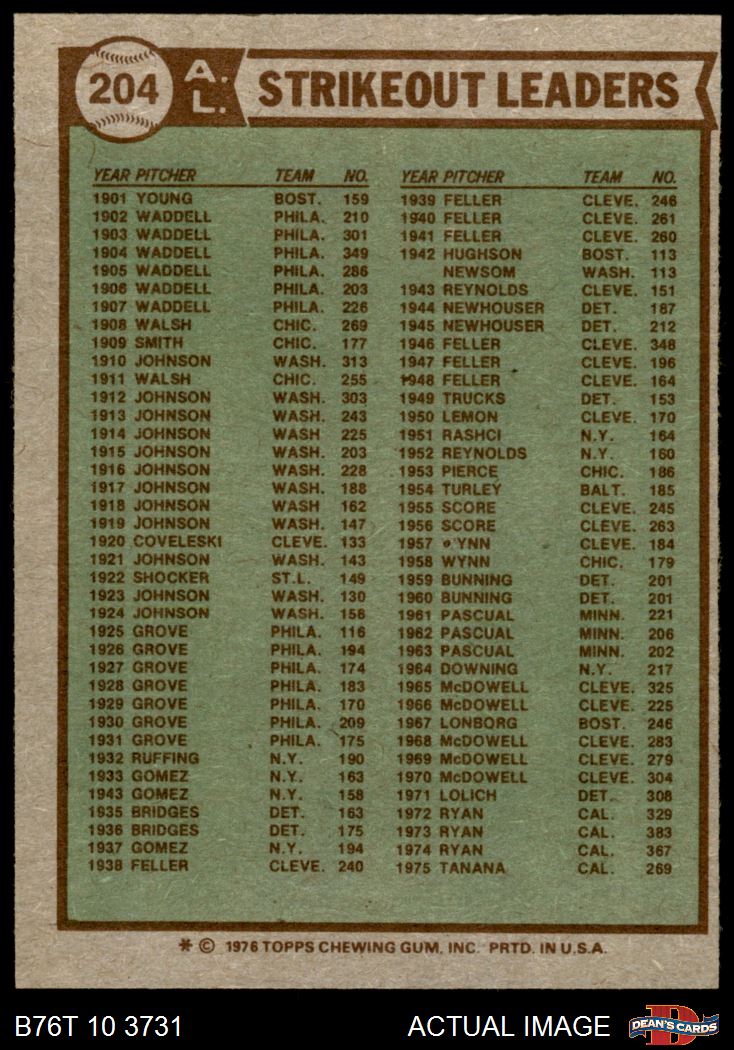 204 A. L. STRIKEOUT LEADERS
YEAR PITCHER TEAM NO.
1901 YOUNG BOST. 159
1902 WADDELL PHILA. 210
1903 WADDELL PHILA. 301
1904 WADDELL PHILA. 349
1905 WADDELL PHILA. 286
1906 WADDELL PHILA. 203
1907 WADDELL PHILA. 226
1908 WALSH CHIC. 269
1909 SMITH CHIC. 177
1910 JOHNSON WASH. 313
1911 WALSH CHIC. 255
1912 JOHNSON WASH. 303
1913 JOHNSON WASH. 243
1914 JOHNSON WASH 225
1915 JOHNSON WASH. 203
1916 JOHNSON WASH. 228
1917 JOHNSON WASH. 188
1918 JOHNSON WASH 162
1919 JOHNSON WASH. 147
1920 COVELESKI CLEVE. 133
1921 JOHNSON WASH. 143
1922 SHOCKER ST.L. 149
1923 JOHNSON WASH. 130
1924 JOHNSON WASH. 158
1925 GROVE PHILA. 116
1926 GROVE PHILA. 194
1927 GROVE PHILA. 174
1928 GROVE PHILA. 183
1929 GROVE PHILA. 170
1930 GROVE PHILA. 209
1931 GROVE PHILA. 175
1932 RUFFING N.Y. 190
1933 GOMEZ N.Y. 163
1943 GOMEZ N.Y. 158
1935 BRIDGES DET. 163
1936 BRIDGES DET. 175
1937 GOMEZ N.Y. 194
1938 FELLER CLEVE. 240
YEAR PITCHER TEAM NO.
1939 FELLER CLEVE. 246
1940 FELLER CLEVE. 261
1941 FELLER CLEVE. 260
1942 HUGHSON BOST. 113
NEWSOM WASH. 113
1943 REYNOLDS CLEVE. 151
1944 NEWHOUSER DET. 187
1945 NEWHOUSER DET. 212
1946 FELLER CLEVE. 348
1947 FELLER CLEVE. 196
1948 FELLER CLEVE. 164
1949 TRUCKS DET. 153
1950 LEMON CLEVE. 170
1951 RASHCI N.Y. 164
1952 REYNOLDS N.Y. 160
1953 PIERCE CHIC. 186
1954 TURLEY BALT. 185
1955 SCORE CLEVE. 245
1956 SCORE CLEVE. 263
1957 WYNN CLEVE. 184
1958 WYNN CHIC. 179
1959 BUNNING DET. 201
1960 BUNNING DET. 201
1961 PASCUAL MINN. 221
1962 PASCUAL MINN. 206
1963 PASCUAL MINN. 202
1964 DOWNING N.Y. 217
1965 McDOWELL CLEVE. 325
1966 McDOWELL CLEVE. 225
1967 LONBORG BOST. 246
1968 McDOWELL CLEVE. 283
1969 McDOWELL CLEVE. 279
1970 McDOWELL CLEVE. 304
1971 LOLICH DET. 308
1972 RYAN CAL. 329
1973 RYAN CAL. 383
1974 RYAN CAL. 367
1975 TANANA CAL. 269
* © 1976 TOPPS CHEWING GUM, INC. PRTD. IN U.S.A.
B76T 10 3731 ACTUAL IMAGE D DEAN'S CARDS